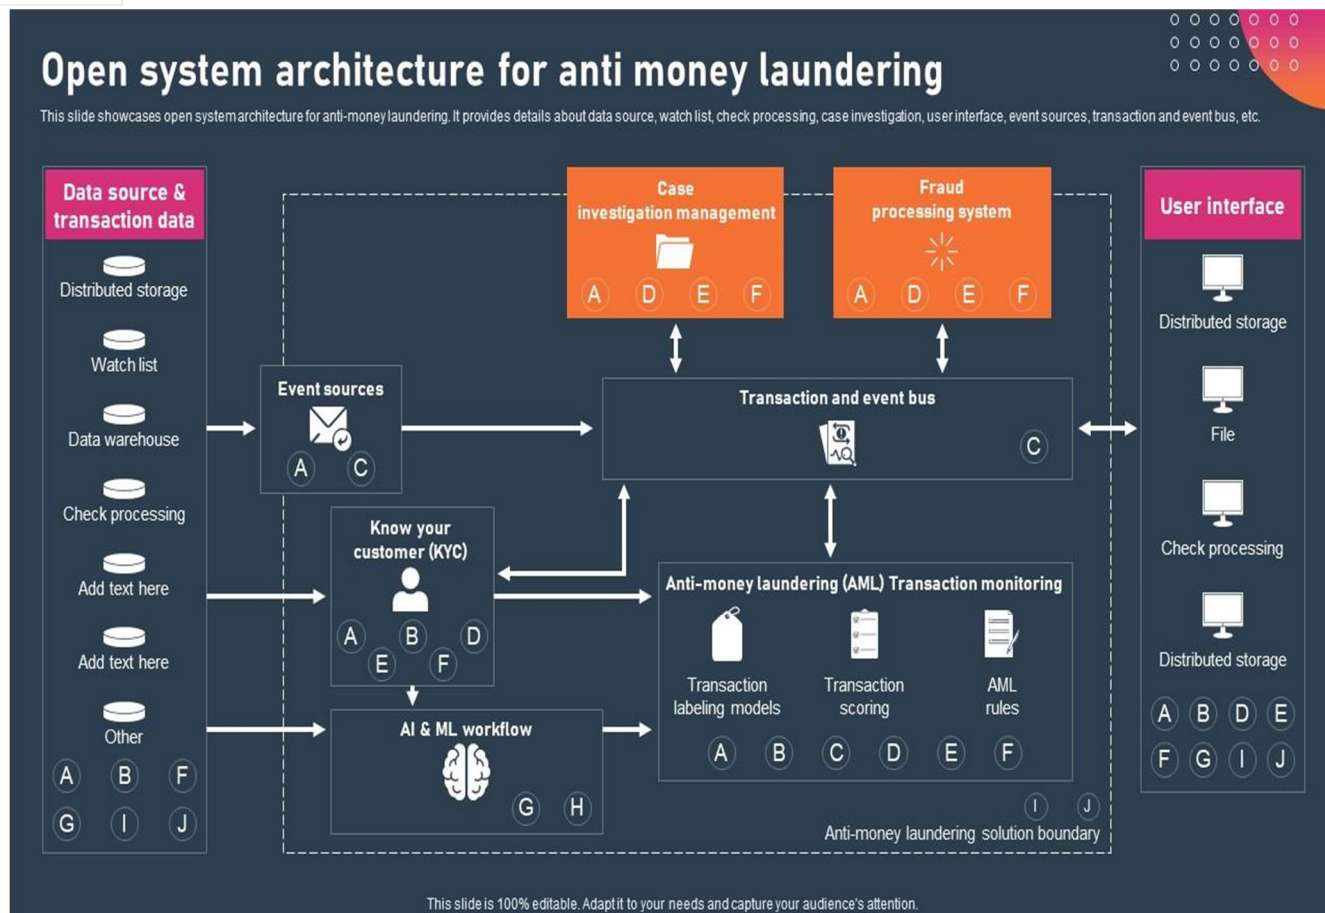 Open system architecture for anti money laundering
This slide showcases open system architecture for anti-money laundering. It provides details about data source, watch list, check processing, case investigation, user interface, event sources, transaction and event bus, etc.
Data source &
transaction data
Distributed storage
Watch list
Data warehouse
Check processing
Add text here
Add text here
Other
A B F
G I J
Event sources
A C
Know your
customer (KYC)
A B D
E F
AI & ML workflow
G H
Case
investigation management
A D E F
Fraud
processing system
A D E F
Transaction and event bus
C
Anti-money laundering (AML) Transaction monitoring
Transaction
labeling models
Transaction
scoring
AML
rules
A B C D E F
I J
Anti-money laundering solution boundary
User interface
Distributed storage
File
Check processing
Distributed storage
A B D E
F G I J
This slide is 100% editable. Adapt it to your needs and capture your audience's attention.